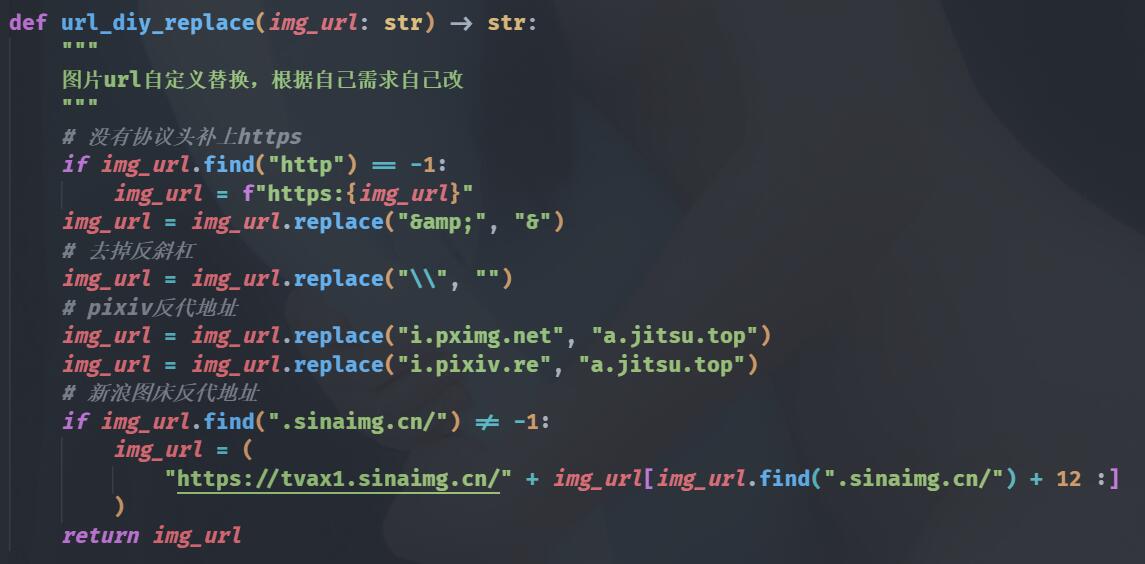 def url_diy_replace(img_url: str) -> str:
    """
    图片url自定义替换，根据自己需求自己改
    """
    # 没有协议头补上https
    if img_url.find("http") == -1:
        img_url = f"https:{img_url}"
    img_url = img_url.replace("&amp;", "&")
    # 去掉反斜杠
    img_url = img_url.replace("\\", "")
    # pixiv反代地址
    img_url = img_url.replace("i.pximg.net", "a.jitsu.top")
    img_url = img_url.replace("i.pixiv.re", "a.jitsu.top")
    # 新浪图床反代地址
    if img_url.find(".sinaimg.cn/") != -1:
        img_url = (
            "https://tvax1.sinaimg.cn/" + img_url[img_url.find(".sinaimg.cn/") + 12 :]
        )
    return img_url